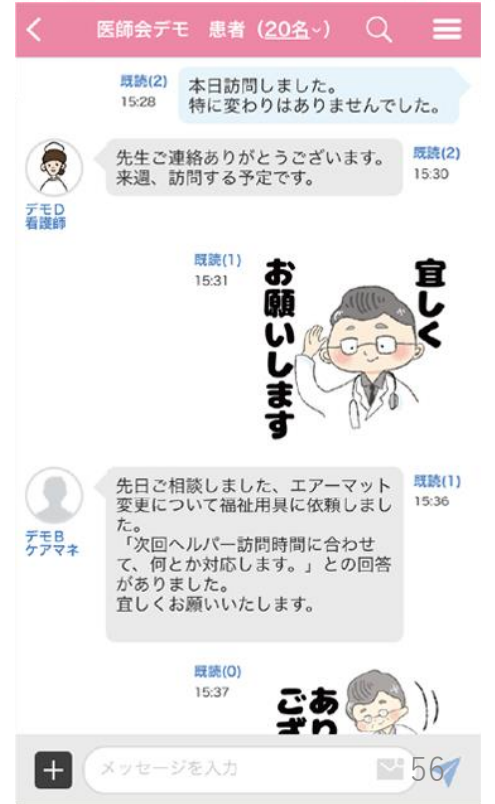 医師会デモ 患者（20名）
既読(2)
15:28
本日訪問しました。
特に変わりはありませんでした。
先生ご連絡ありがとうございます。
来週、訪問する予定です。
既読(2)
15:30
デモD
看護師
既読(1)
15:31
宜しく
お願いします
先日ご相談しました、エアーマット
変更について福祉用具に依頼しまし
た。
「次回ヘルパー訪問時間に合わせ
て、何とか対応します。」との回答
がありました。
宜しくお願いいたします。
既読(1)
15:36
デモB
ケアマネ
既読(0)
15:37
あり
ござ
メッセージを入力
56